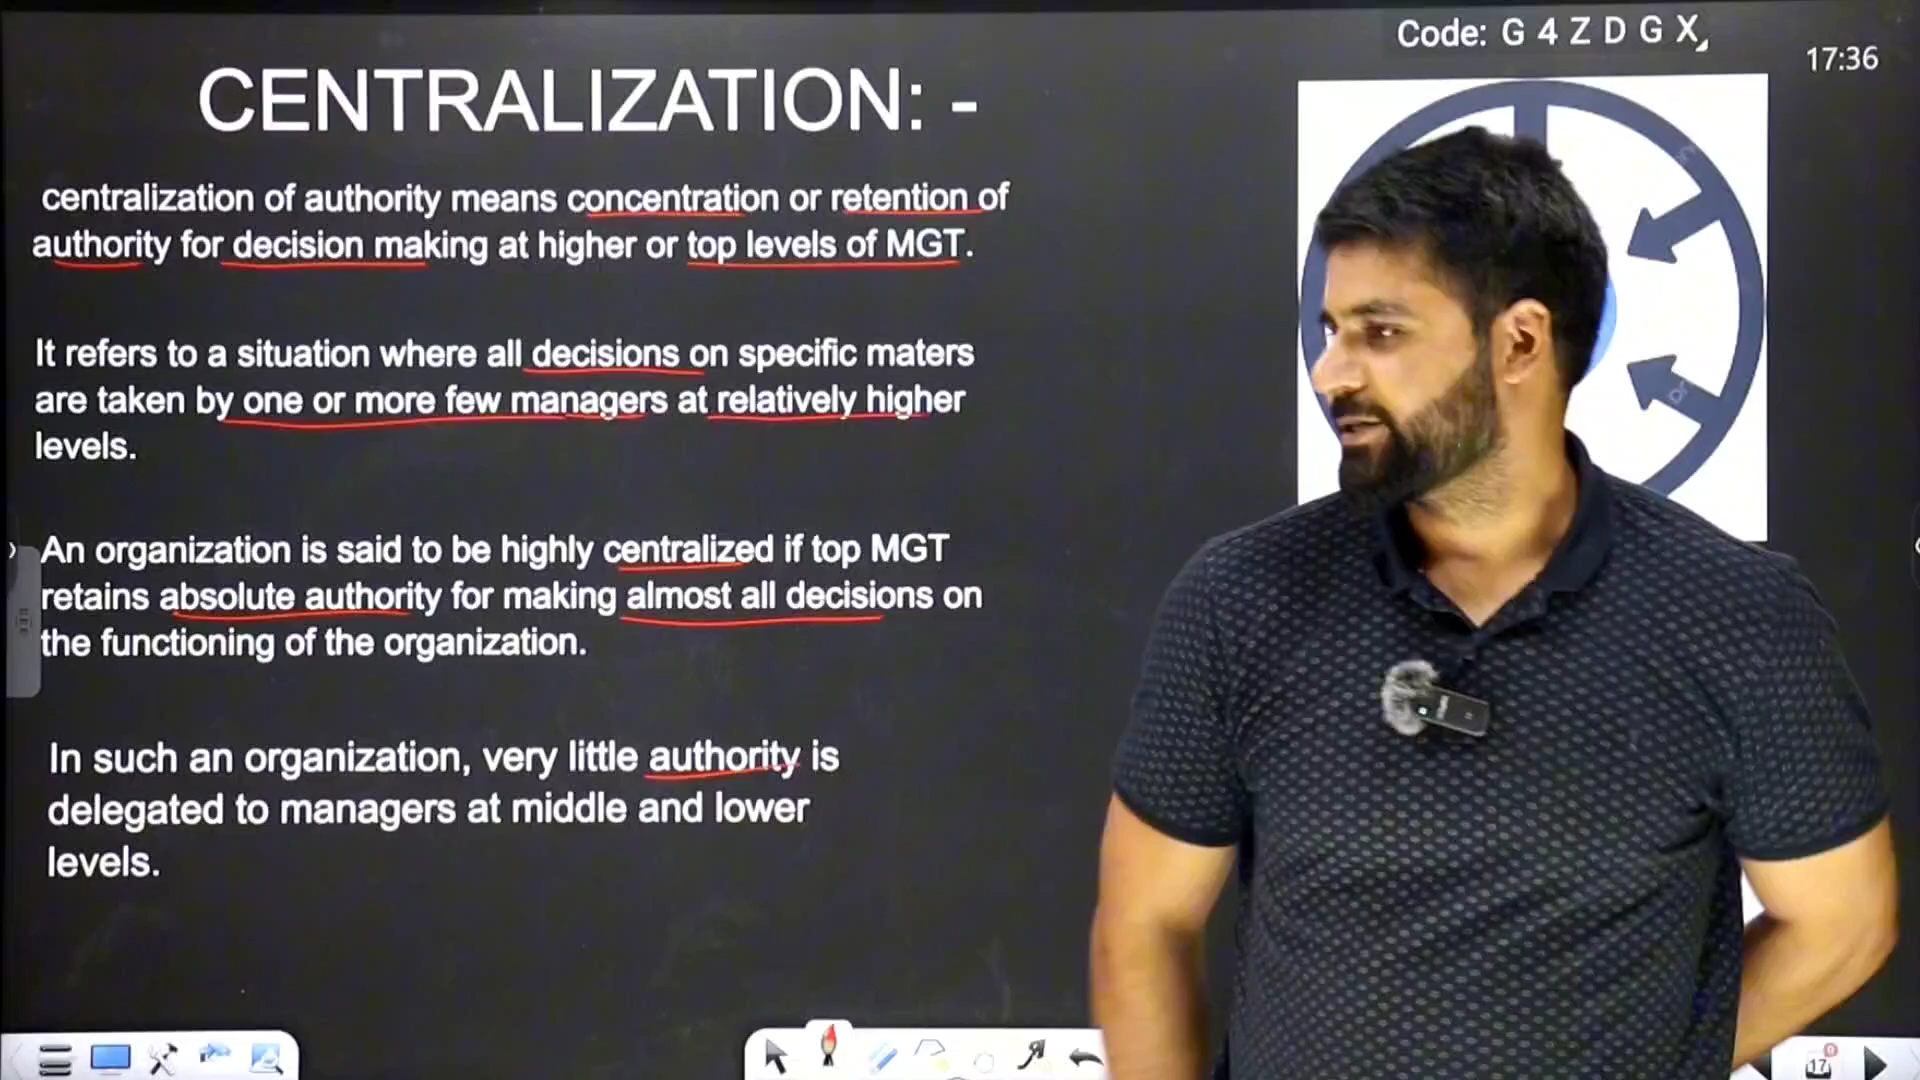 Code: G 4 Z D G X
17:36
CENTRALIZATION: -
centralization of authority means concentration or retention of
authority for decision making at higher or top levels of MGT.
It refers to a situation where all decisions on specific maters
are taken by one or more few managers at relatively higher
levels.
An organization is said to be highly centralized if top MGT
retains absolute authority for making almost all decisions on
the functioning of the organization.
In such an organization, very little authority is
delegated to managers at middle and lower
levels.
17